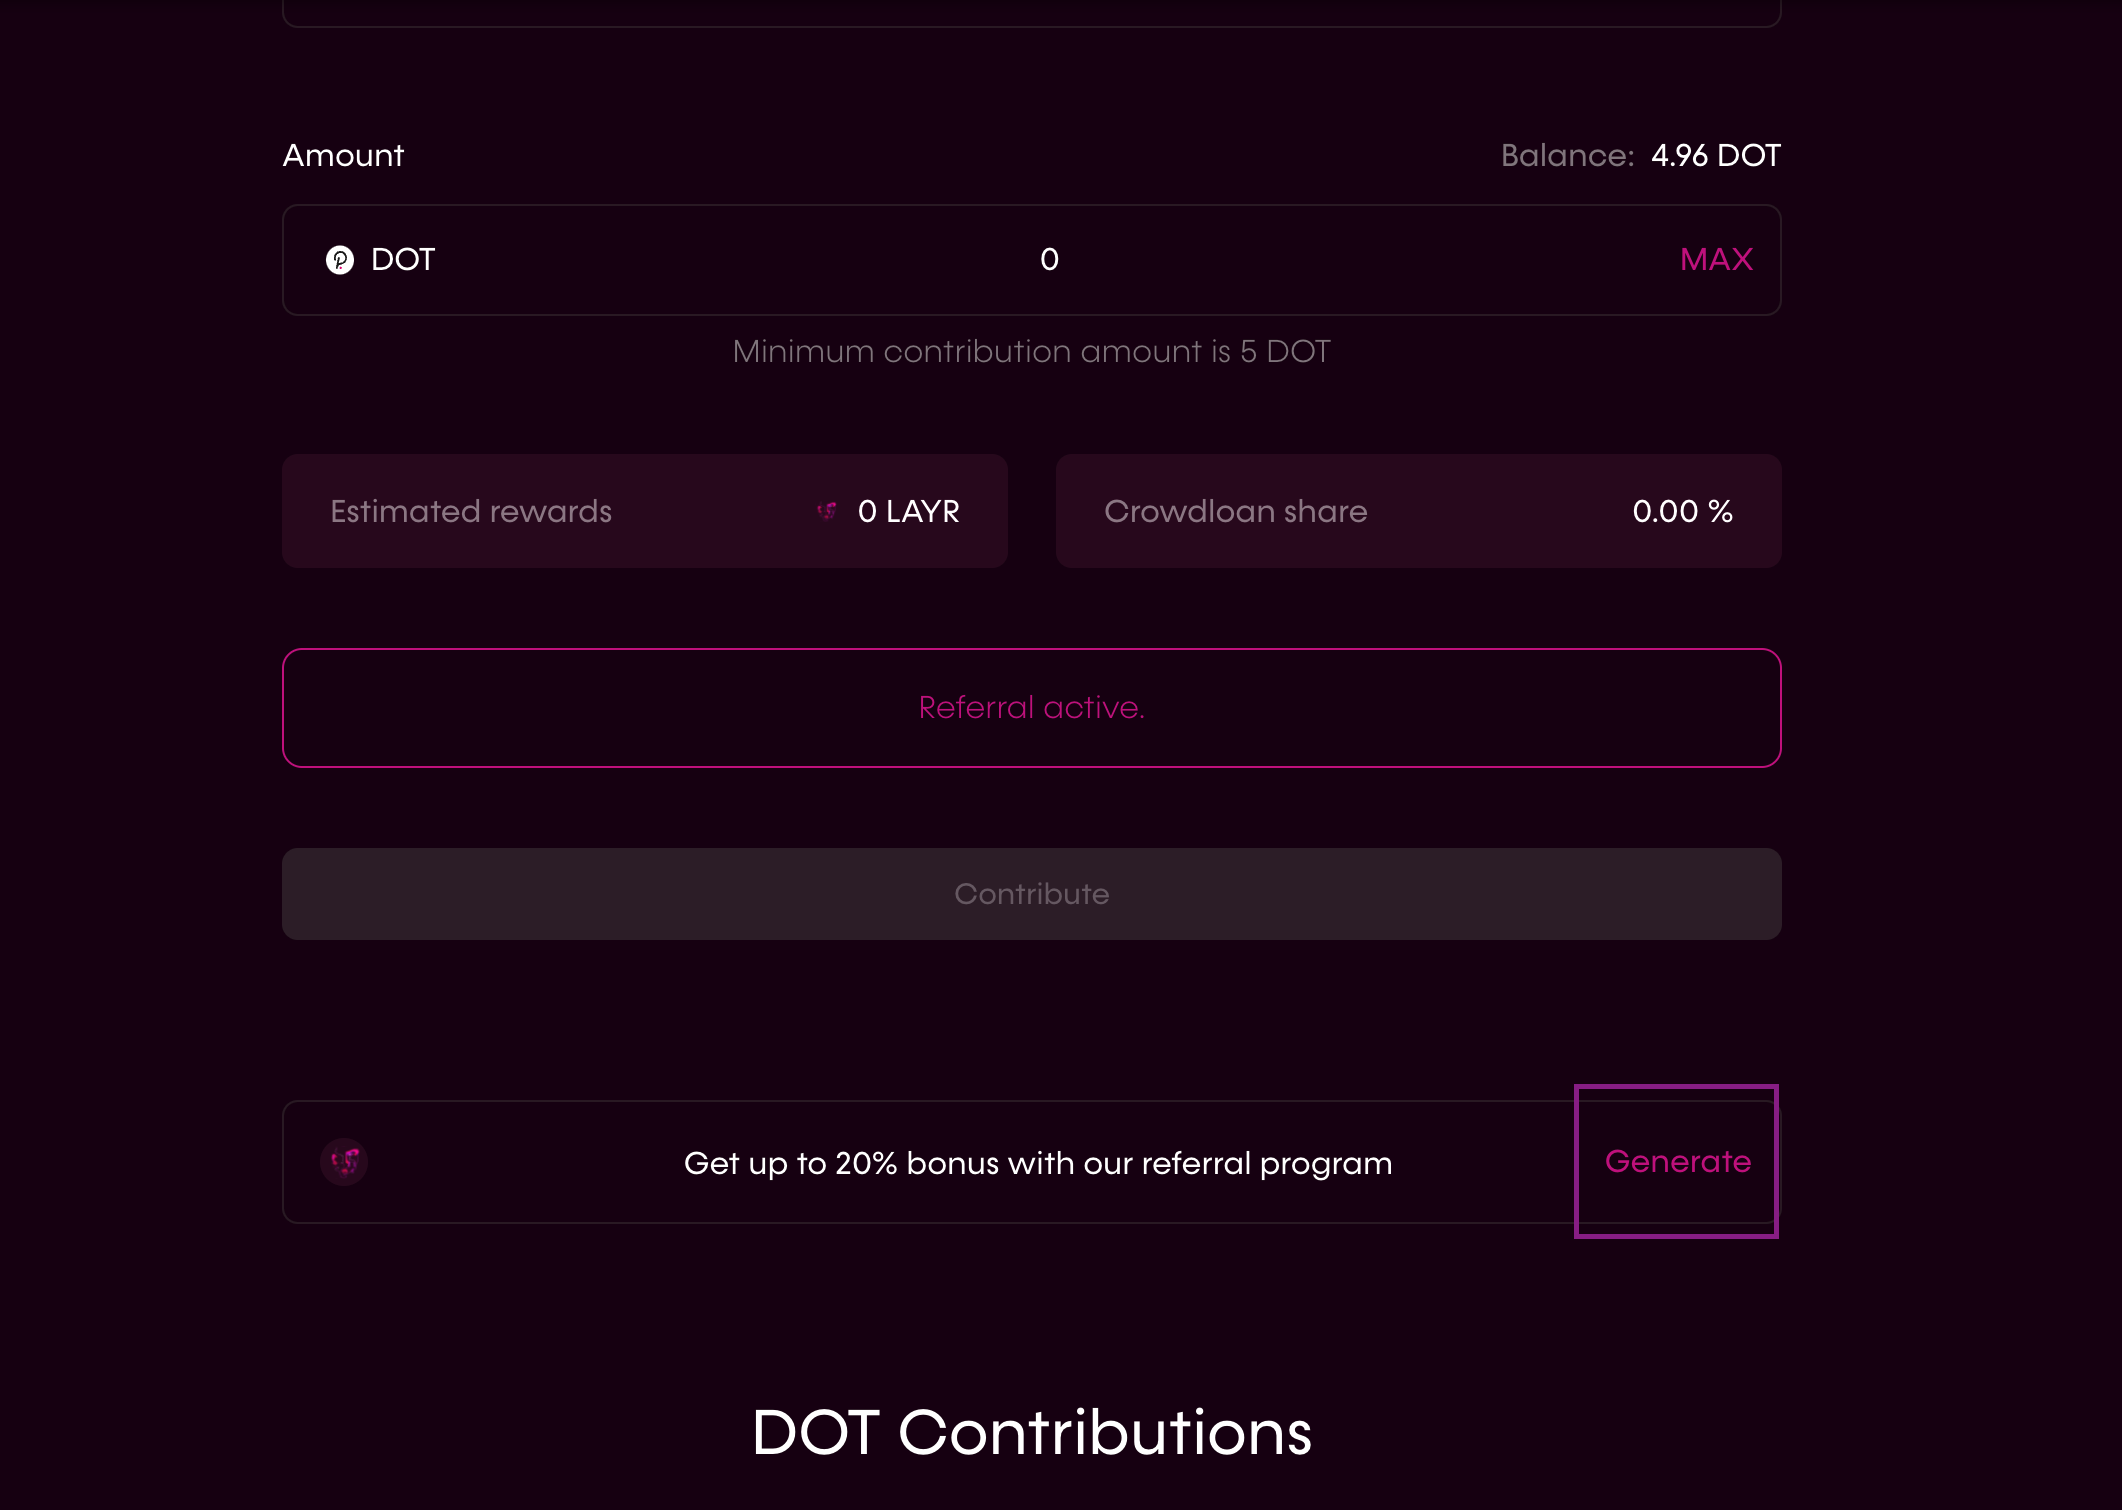 Amount
Balance: 4.96 DOT
DOT 0 MAX
Minimum contribution amount is 5 DOT
Estimated rewards 0 LAYR
Crowdloan share 0.00 %
Referral active.
Contribute
Get up to 20% bonus with our referral program
Generate
DOT Contributions